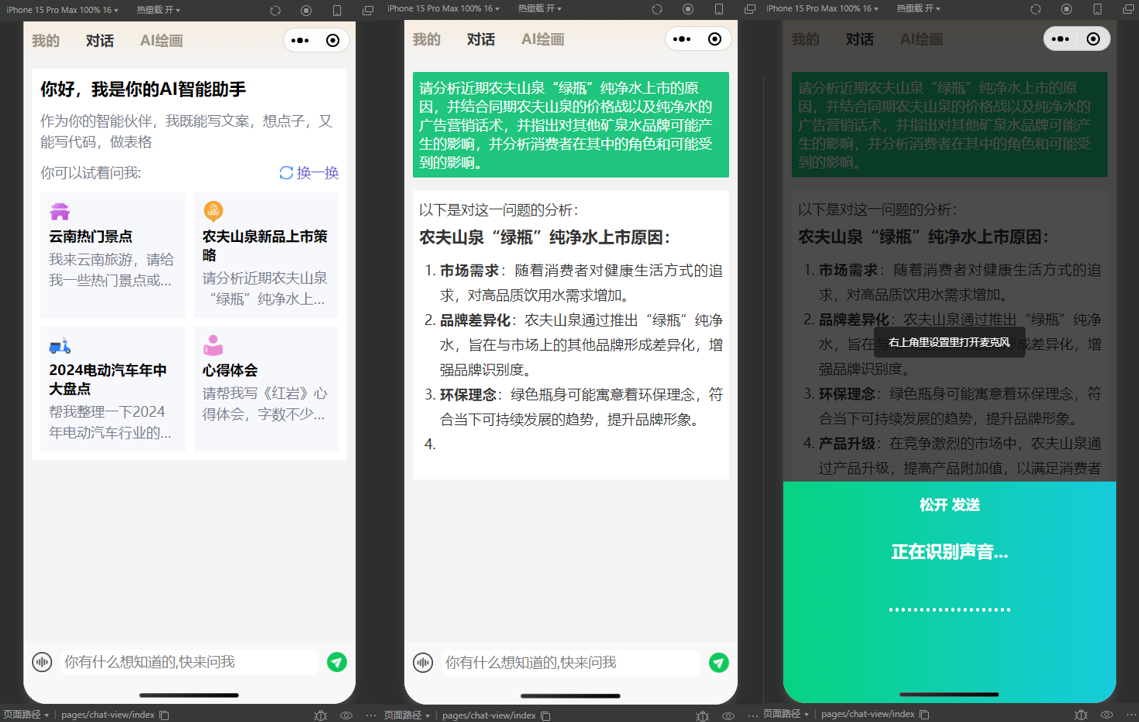 iPhone 15 Pro Max 100% 16
热重载 开
我的 对话 AI绘画
你好，我是你的AI智能助手
作为你的智能伙伴，我既能写文案，想点子，又
能写代码，做表格
你可以试着问我:
换一换
云南热门景点
我来云南旅游，请给
我一些热门景点或...
农夫山泉新品上市策
略
请分析近期农夫山泉
“绿瓶”纯净水上...
2024电动汽车年中
大盘点
帮我整理一下2024
年电动汽车行业的...
心得体会
请帮我写《红岩》心
得体会，字数不少...
你有什么想知道的,快来问我
页面路径
pages/chat-view/index
iPhone 15 Pro Max 100% 16
热重载 开
我的 对话 AI绘画
请分析近期农夫山泉“绿瓶”纯净水上市的原
因，并结合同期农夫山泉的价格战以及纯净水的
广告营销话术，并指出对其他矿泉水品牌可能产
生的影响，并分析消费者在其中的角色和可能受
到的影响。
以下是对这一问题的分析：
农夫山泉“绿瓶”纯净水上市原因：
1. 市场需求：随着消费者对健康生活方式的追
求，对高品质饮用水需求增加。
2. 品牌差异化：农夫山泉通过推出“绿瓶”纯净
水，旨在与市场上的其他品牌形成差异化，增
强品牌识别度。
3. 环保理念：绿色瓶身可能寓意着环保理念，符
合当下可持续发展的趋势，提升品牌形象。
4.
你有什么想知道的,快来问我
页面路径
pages/chat-view/index
iPhone 15 Pro Max 100% 16
热重载 开
我的 对话 AI绘画
请分析近期农夫山泉“绿瓶”纯净水上市的原
因，并结合同期农夫山泉的价格战以及纯净水的
广告营销话术，并指出对其他矿泉水品牌可能产
生的影响，并分析消费者在其中的角色和可能受
到的影响。
以下是对这一问题的分析：
农夫山泉“绿瓶”纯净水上市原因：
1. 市场需求：随着消费者对健康生活方式的追
求，对高品质饮用水需求增加。
2. 品牌差异化：农夫山泉通过推出“绿瓶”纯净
水，旨在与市场上的其他品牌形成差异化，增
强品牌识别度。
右上角里设置里打开麦克风
3. 环保理念：绿色瓶身可能寓意着环保理念，符
合当下可持续发展的趋势，提升品牌形象。
4. 产品升级：在竞争激烈的市场中，农夫山泉通
过产品升级，提高产品附加值，以满足消费者
松开 发送
正在识别声音...
页面路径
pages/chat-view/index